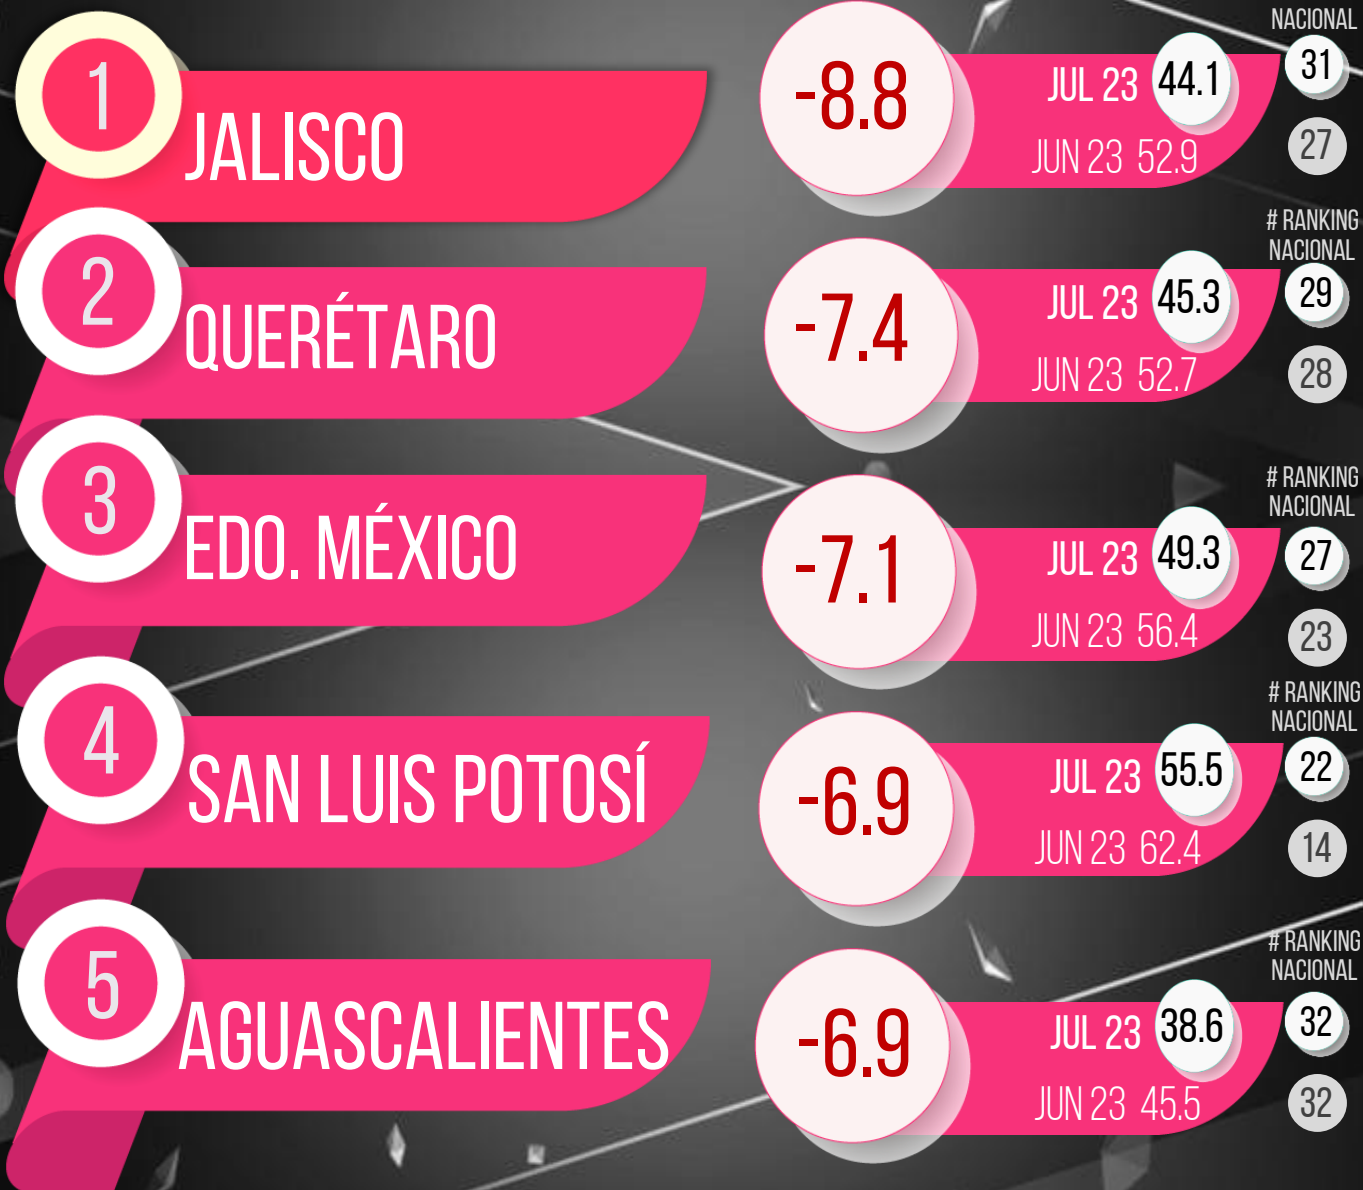 NACIONAL
1
JALISCO
-8.8
JUL 23 44.1
31
JUN 23 52.9
27
# RANKING
NACIONAL
2
QUERÉTARO
-7.4
JUL 23 45.3
29
JUN 23 52.7
28
# RANKING
NACIONAL
3
EDO. MÉXICO
-7.1
JUL 23 49.3
27
JUN 23 56.4
23
# RANKING
NACIONAL
4
SAN LUIS POTOSÍ
-6.9
JUL 23 55.5
22
JUN 23 62.4
14
# RANKING
NACIONAL
5
AGUASCALIENTES
-6.9
JUL 23 38.6
32
JUN 23 45.5
32